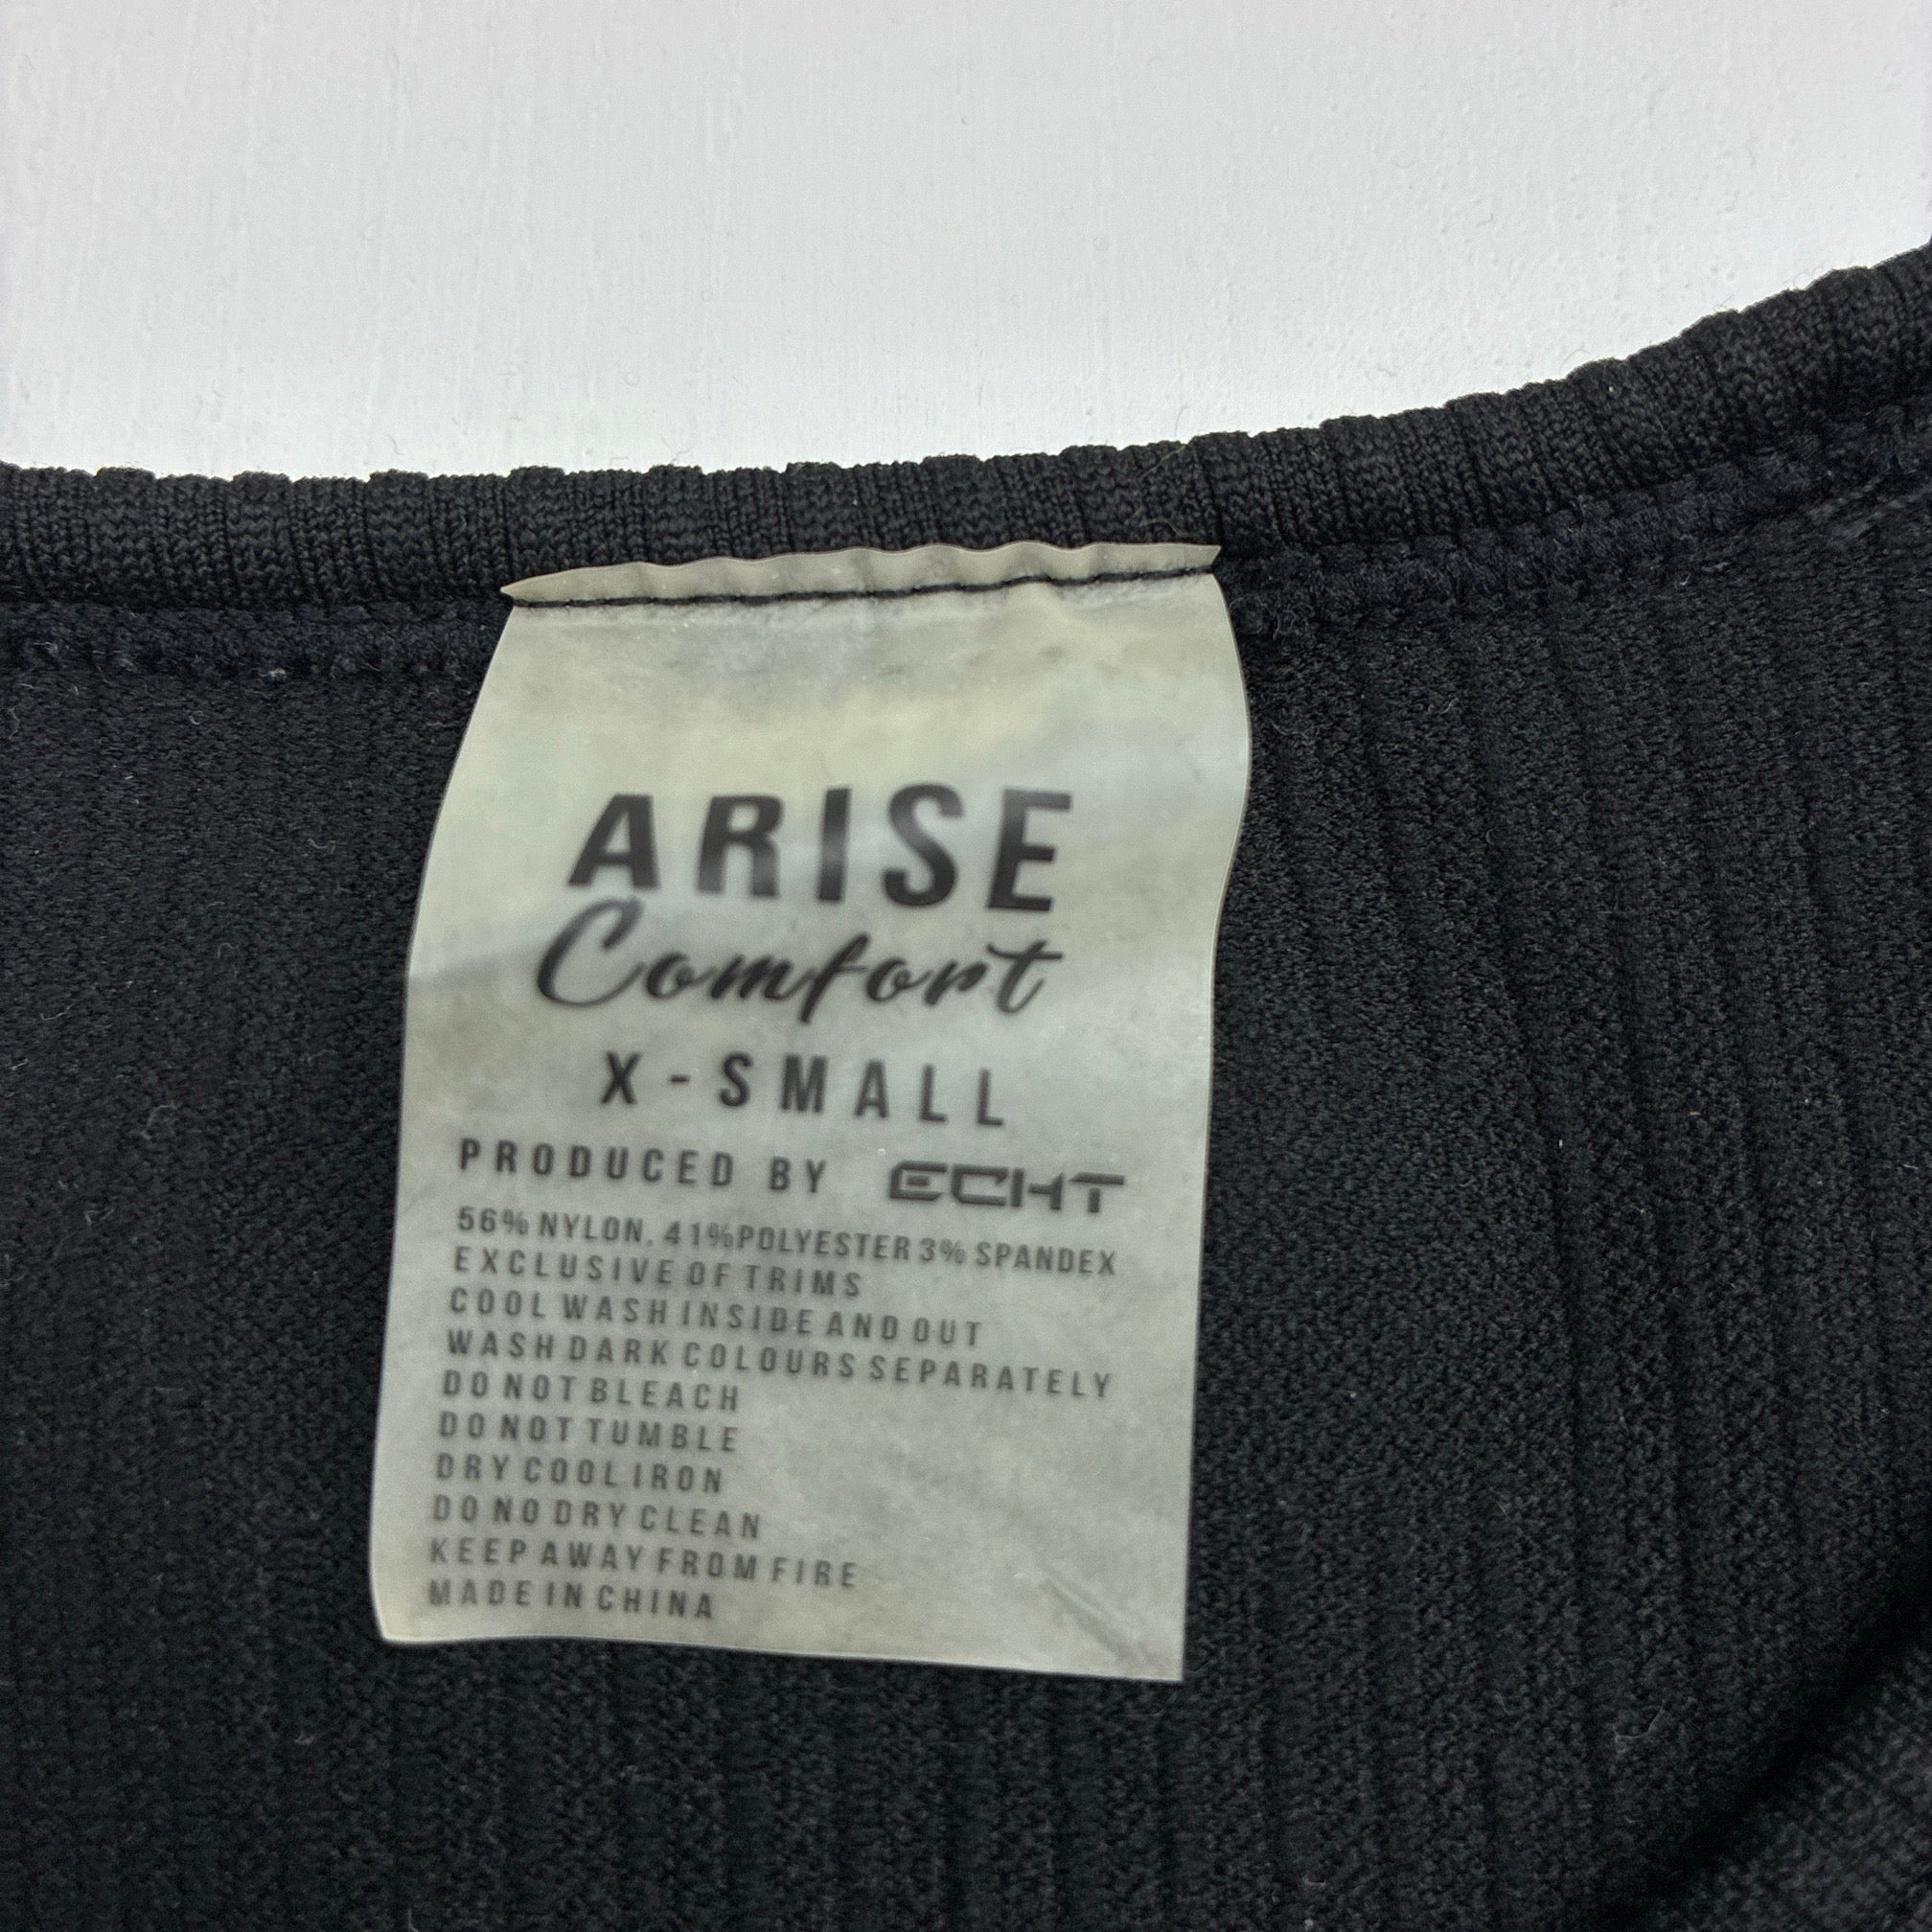 ARISE
Comfort
X-SMALL
PRODUCED BY ECHT
56% NYLON, 41%POLYESTER 3% SPANDEX
EXCLUSIVE OF TRIMS
COOL WASH INSIDE AND OUT
WASH DARK COLOURS SEPARATELY
DO NOT BLEACH
DO NOT TUMBLE
DRY COOL IRON
DO NO DRY CLEAN
KEEP AWAY FROM FIRE
MADE IN CHINA